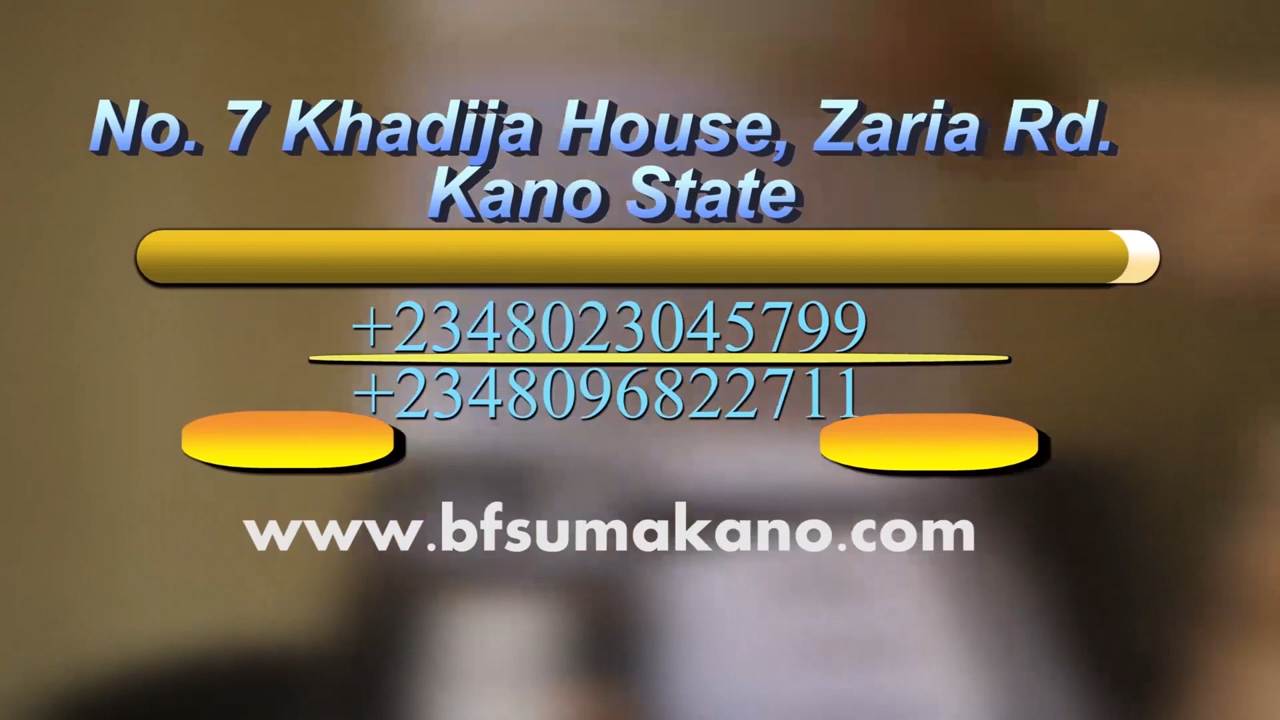 No. 7 Khadija House, Zaria Rd.
Kano State
+2348023045799
+2348096822711
www.bfsumakano.com